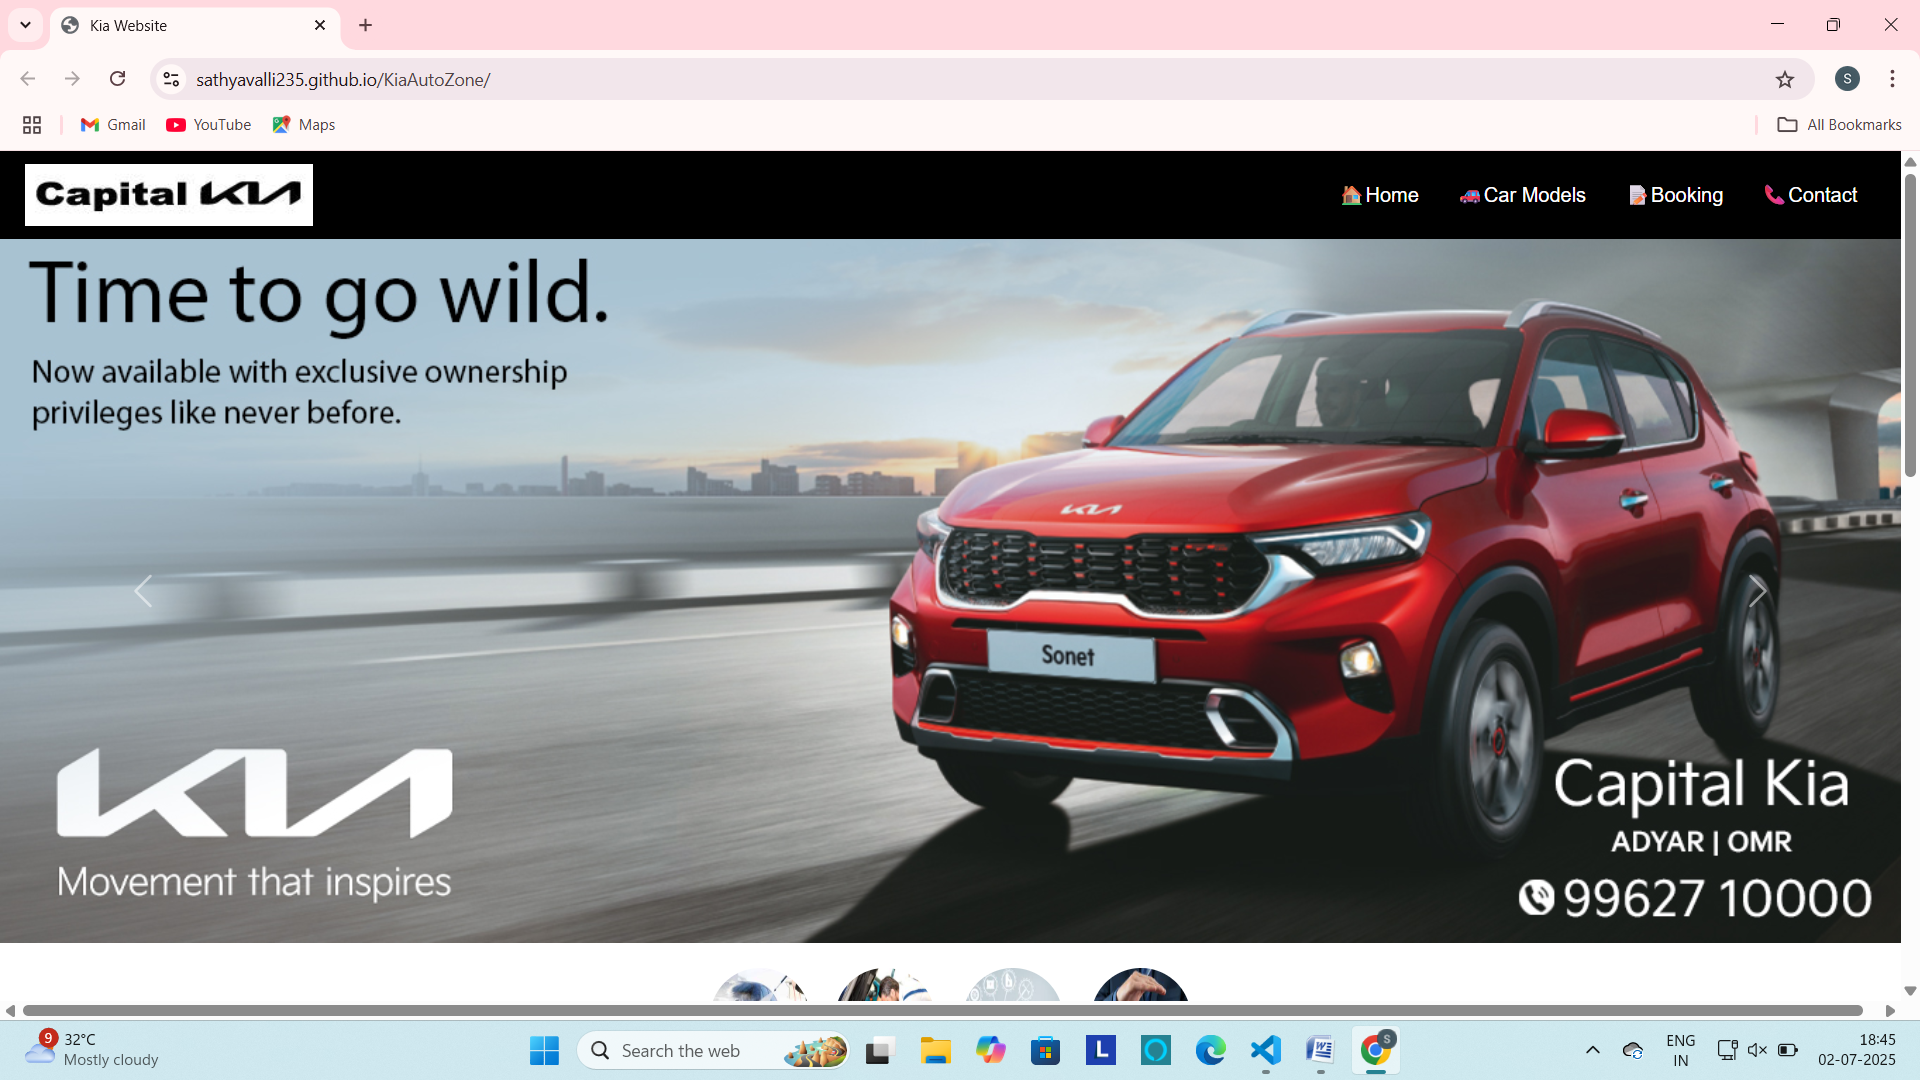 Kia Website
sathyavalli235.github.io/KiaAutoZone/
S
Gmail
YouTube
Maps
All Bookmarks
Capital KIA
Home
Car Models
Booking
Contact
Time to go wild.
Now available with exclusive ownership
privileges like never before.
KIA
Sonet
KIA
Movement that inspires
Capital Kia
ADYAR | OMR
99627 10000
9
32°C
Mostly cloudy
Search the web
L
S
ENG
IN
18:45
02-07-2025